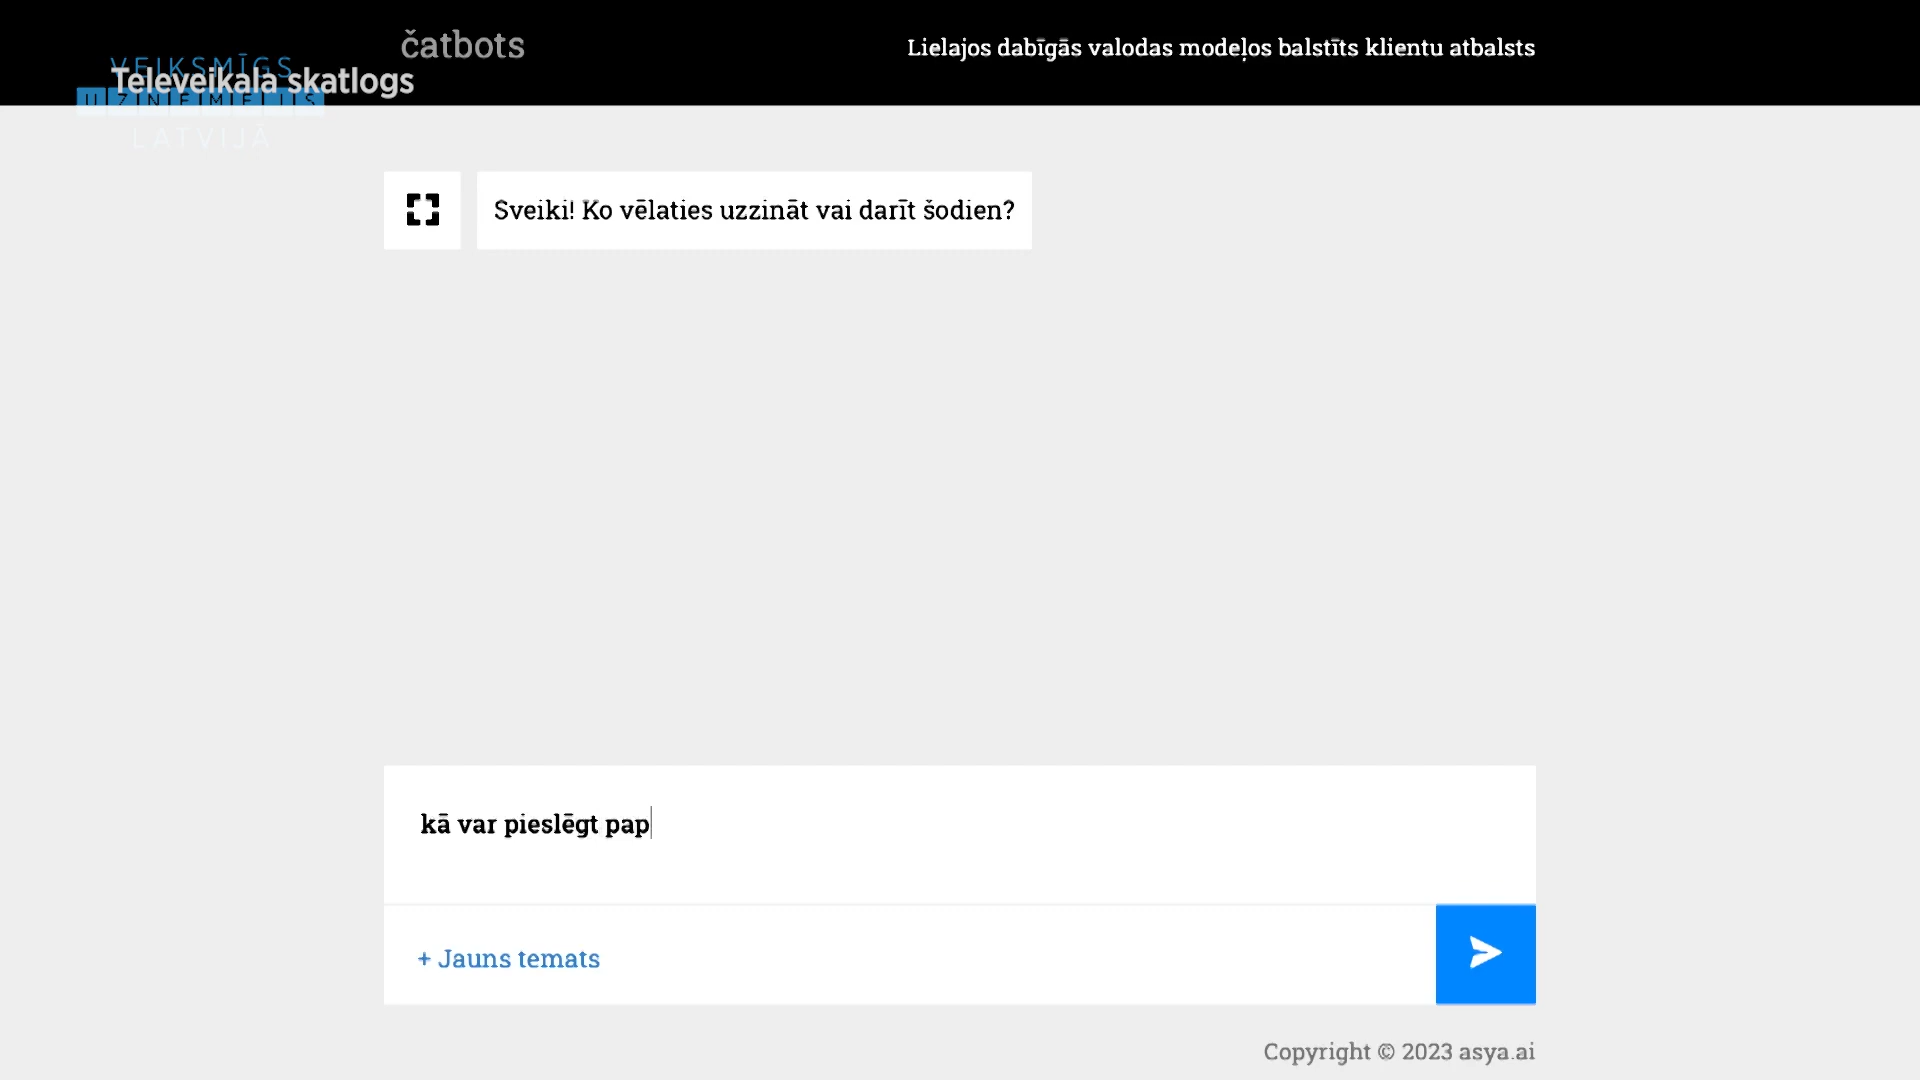 čatbots
Lielajos dabīgās valodas modeļos balstīts klientu atbalsts
VEIKSMĪGS
Televeikala skatlogs
UZŅĒMĒJS
LATVIJĀ
Sveiki! Ko vēlaties uzzināt vai darīt šodien?
kā var pieslēgt pap
+ Jauns temats
Copyright © 2023 asya.ai